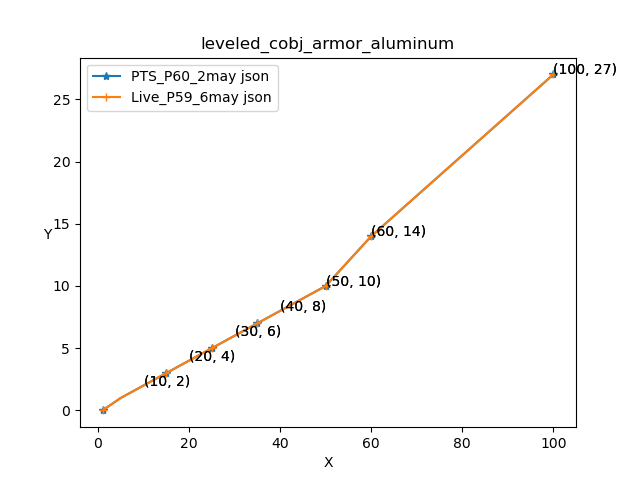 leveled_cobj_armor_aluminum
PTS_P60_2may json
Live_P59_6may json
(100, 27)
(60, 14)
(50, 10)
(40, 8)
(30, 6)
(20, 4)
(10, 2)
25
20
15
10
5
0
Y
0 20 40 60 80 100
X